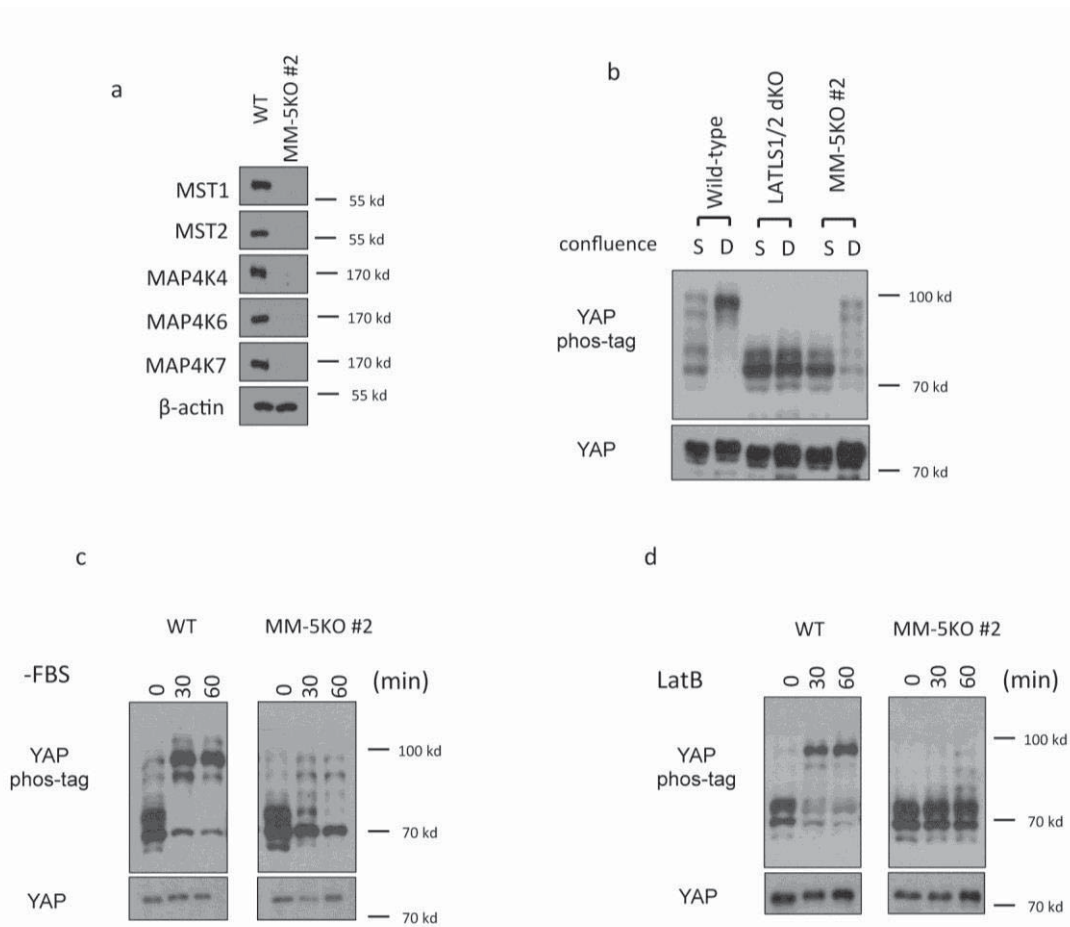 a
WT
MM-5KO #2
MST1
55 kd
MST2
55 kd
MAP4K4
170 kd
MAP4K6
170 kd
MAP4K7
170 kd
β-actin
55 kd
b
Wild-type
LATLS1/2 dKO
MM-5KO #2
confluence S D S D S D
YAP
phos-tag
100 kd
70 kd
YAP
70 kd
c
WT MM-5KO #2
-FBS 0 30 60 0 30 60 (min)
YAP
phos-tag
100 kd
70 kd
YAP
70 kd
d
WT MM-5KO #2
LatB 0 30 60 0 30 60 (min)
YAP
phos-tag
100 kd
70 kd
YAP
70 kd